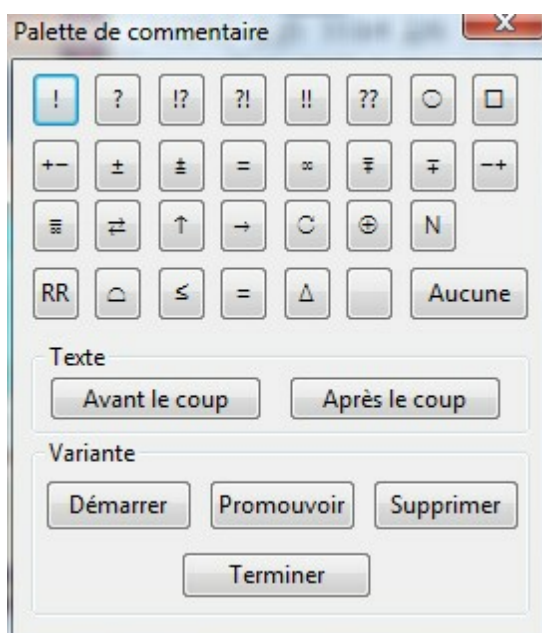 Palette de commentaire
! ? !? ?! !! ?? ○ □
+− ± ⩲ = ∞ ⩱ ∓ −+
⇄ ↑ → ⊕ N
RR ⌓ ≤ = Δ Aucune
Texte
Avant le coup Après le coup
Variante
Démarrer Promouvoir Supprimer
Terminer